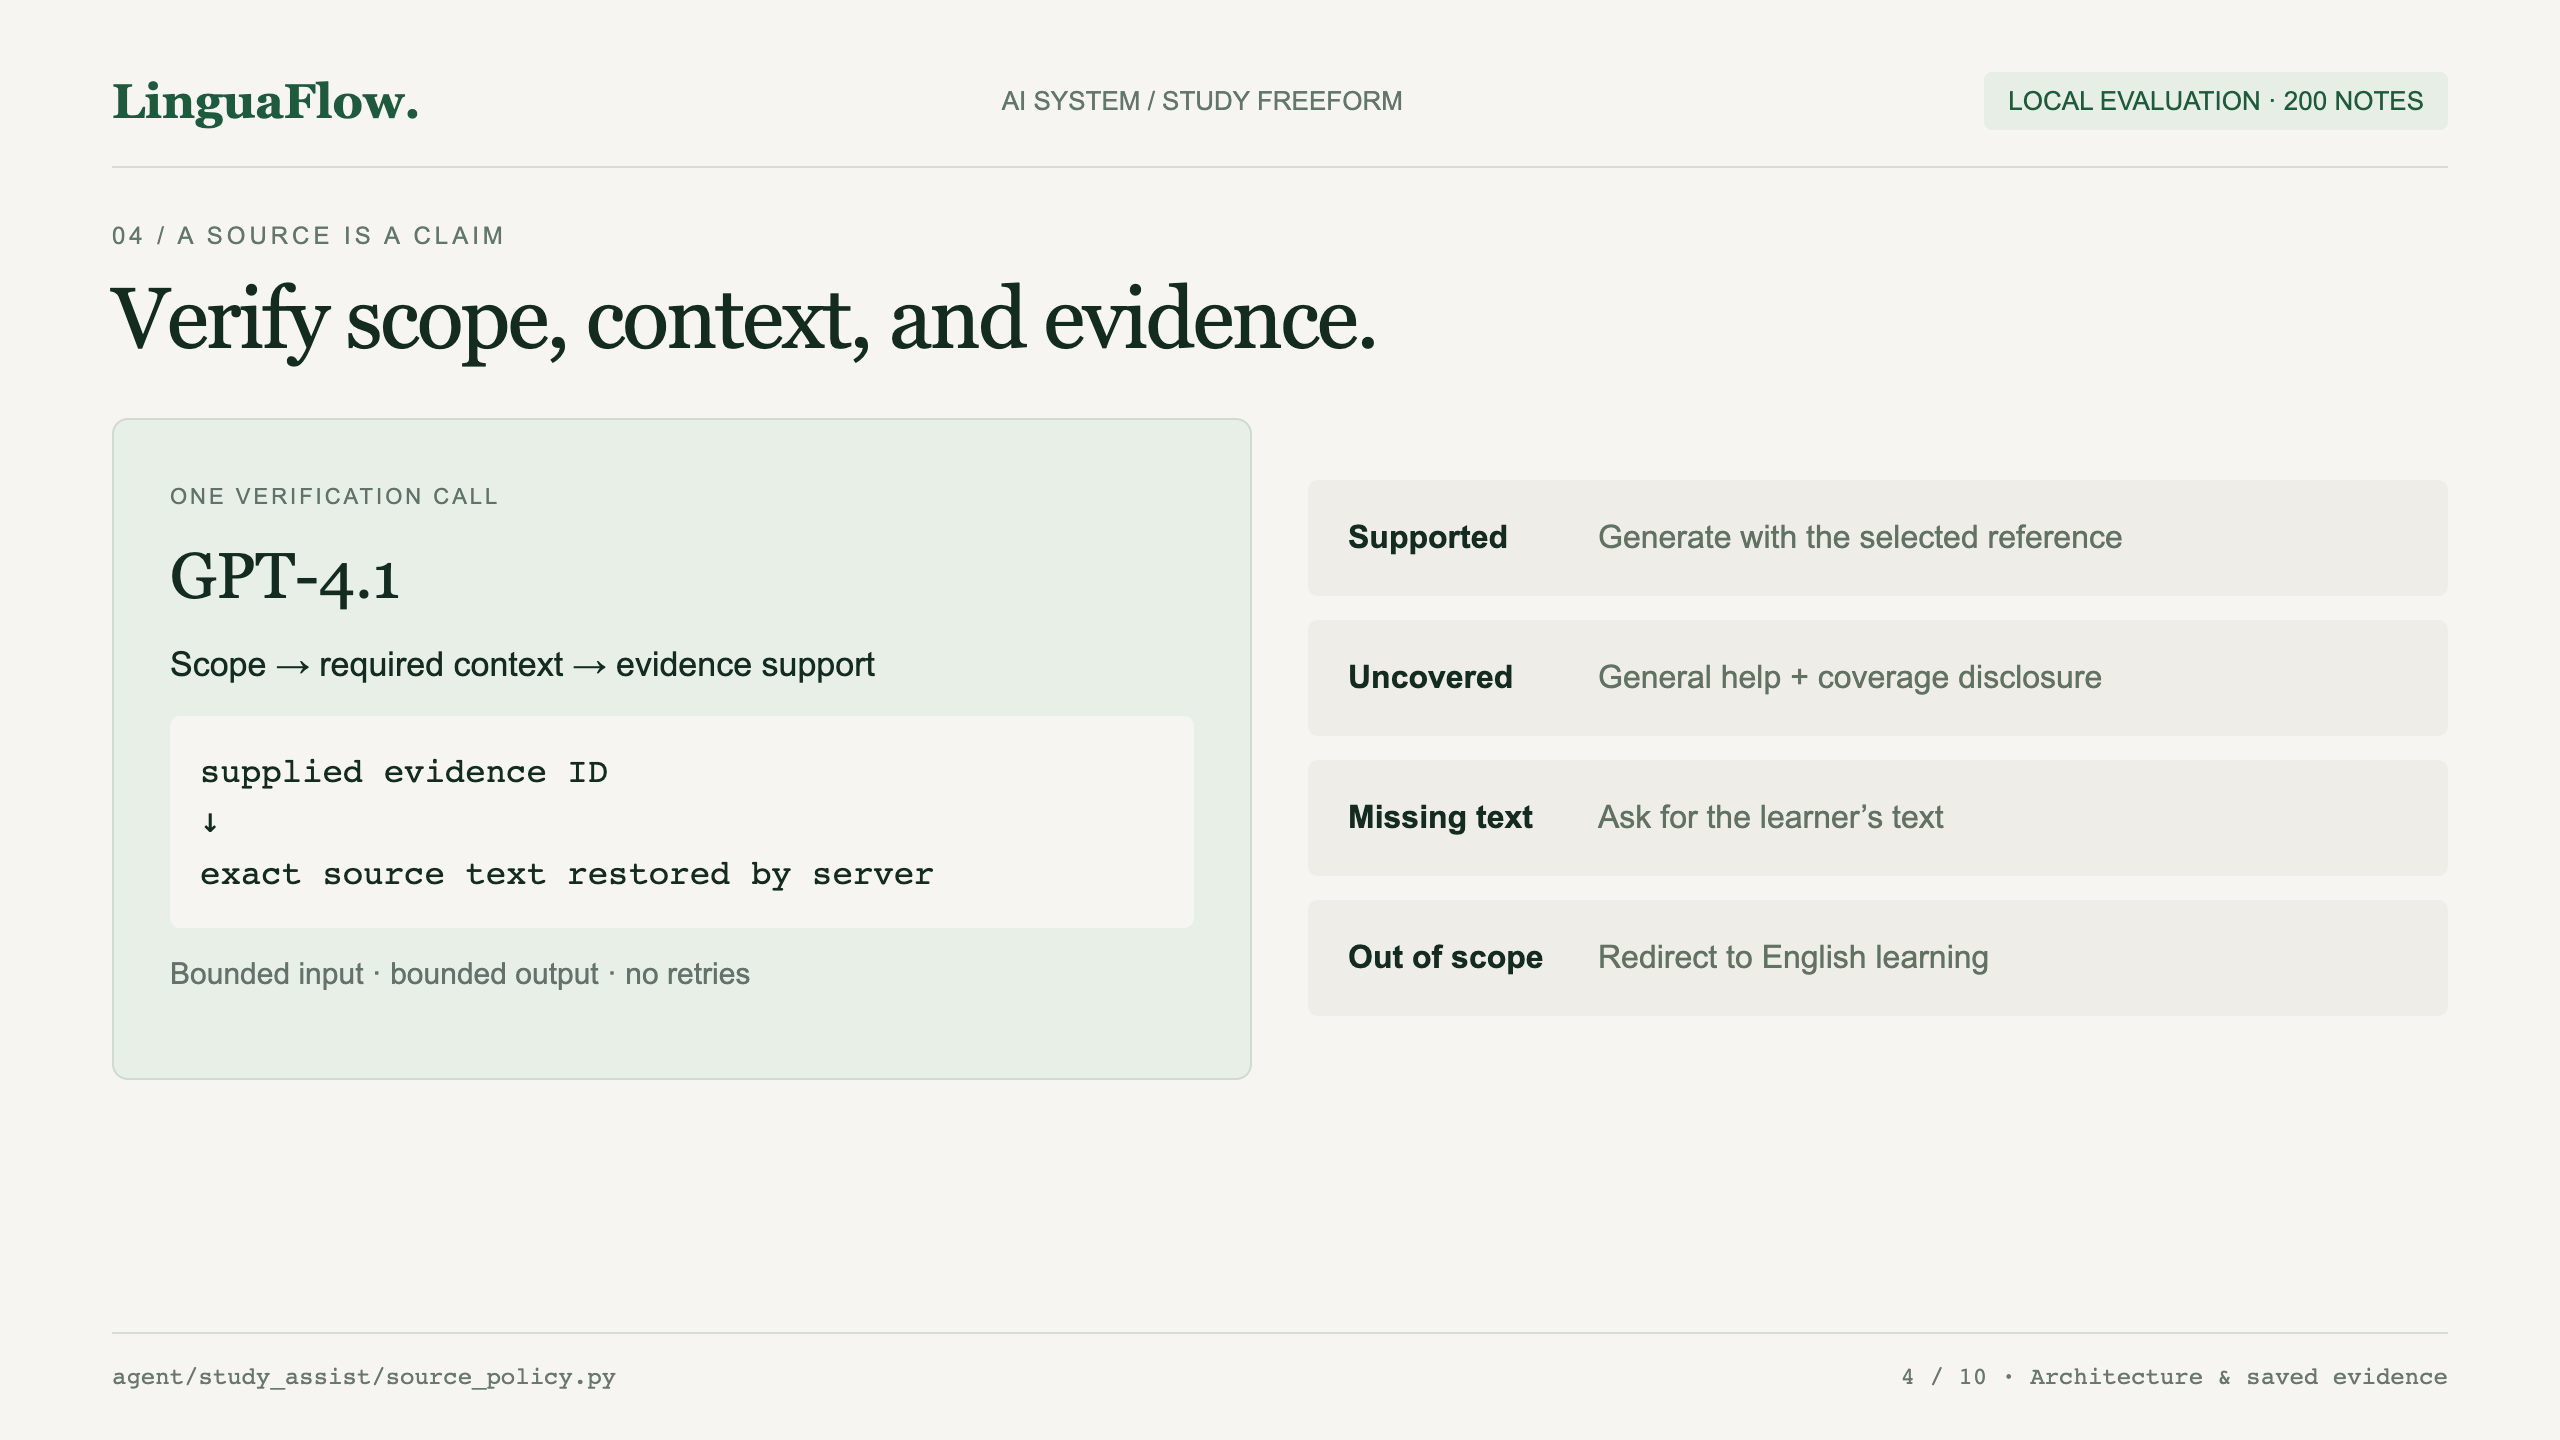 LinguaFlow.
AI SYSTEM / STUDY FREEFORM
LOCAL EVALUATION · 200 NOTES
04 / A SOURCE IS A CLAIM
Verify scope, context, and evidence.
ONE VERIFICATION CALL
GPT-4.1
Scope → required context → evidence support
supplied evidence ID
↓
exact source text restored by server
Bounded input · bounded output · no retries
Supported Generate with the selected reference
Uncovered General help + coverage disclosure
Missing text Ask for the learner’s text
Out of scope Redirect to English learning
agent/study_assist/source_policy.py
4 / 10 · Architecture & saved evidence